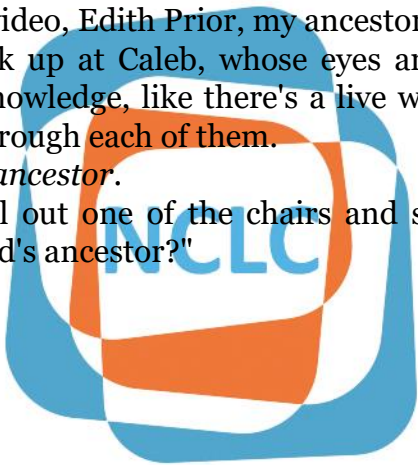 video, Edith Prior, my ancestor
k up at Caleb, whose eyes ar
nowledge, like there's a live w
rough each of them.
ancestor.
l out one of the chairs and s
d's ancestor?"
NCLC